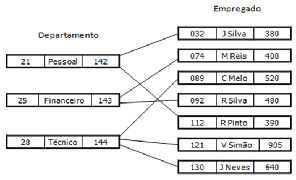 Empregado
Departamento
032 J Silva 380
21 Pessoal 142
074 M Reis 400
089 C Melo 520
25 Financeiro 143
092 R Silva 480
112 R Pinto 390
28 Técnico 144
121 V Simão 905
130 J Neves 640